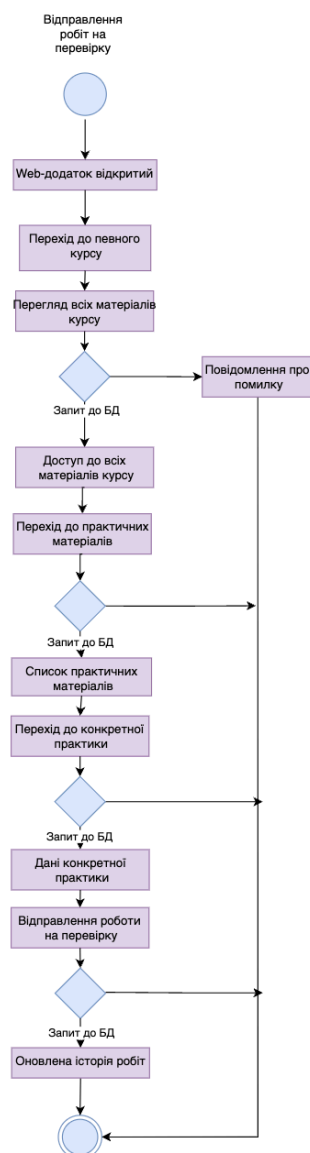 Відправлення
робіт на
перевірку
Web-додаток відкритий
Перехід до певного
курсу
Перегляд всіх матеріалів
курсу
Повідомлення про
помилку
Запит до БД
Доступ до всіх
матеріалів курсу
Перехід до практичних
матеріалів
Запит до БД
Список практичних
матеріалів
Перехід до конкретної
практики
Запит до БД
Дані конкретної
практики
Відправлення роботи
на перевірку
Запит до БД
Оновлена історія робіт